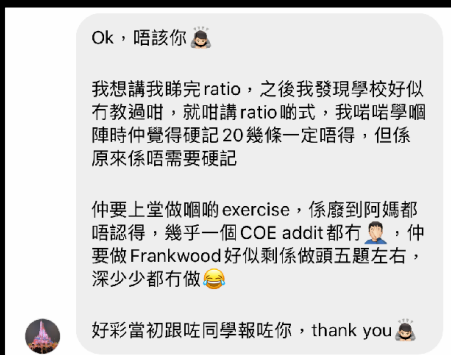 Ok，唔該你🙇🏻‍♂️
我想講我睇完ratio，之後我發現學校好似
冇教過咁，就咁講ratio啲式，我啱啱學嗰
陣時仲覺得硬記20幾條一定唔得，但係
原來係唔需要硬記
仲要上堂做嗰啲exercise，係廢到阿媽都
唔認得，幾乎一個COE addit都冇🤦🏻‍♂️，仲
要做Frankwood好似剩係做頭五題左右，
深少少都冇做😂
好彩當初跟咗同學報咗你，thank you🙇🏻‍♂️